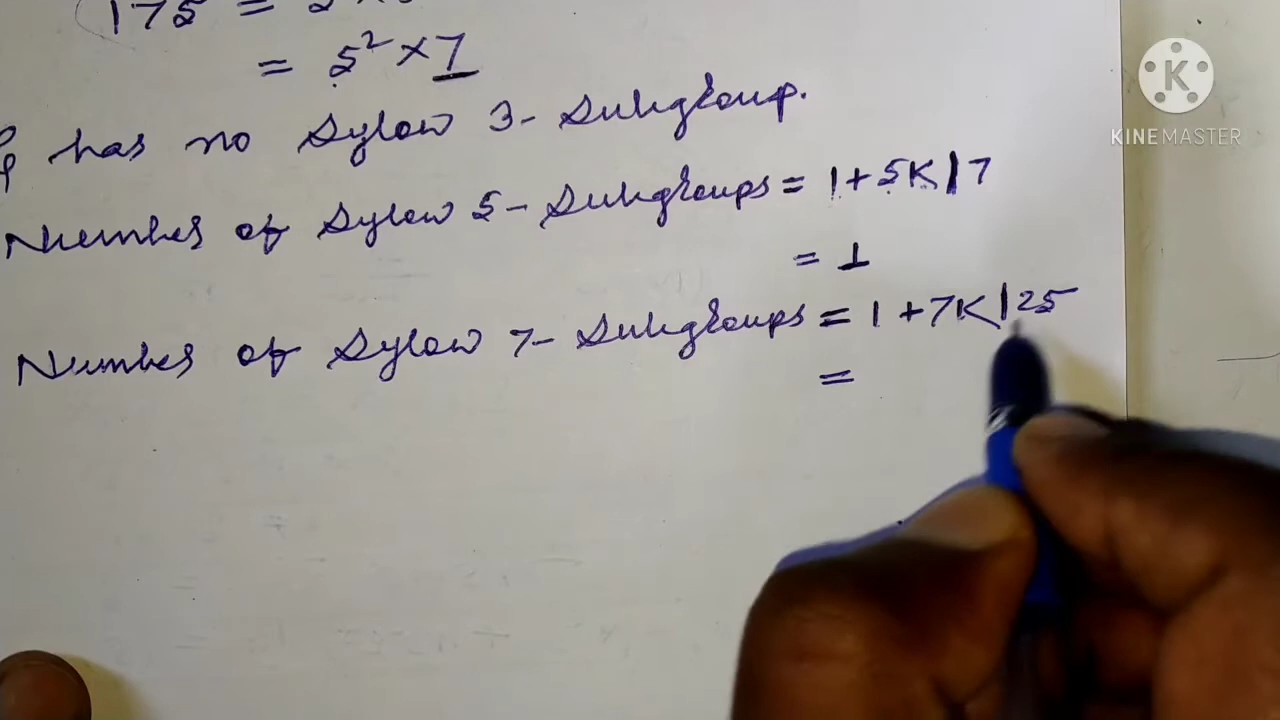 175 =
= 5² × 7
G has no Sylow 3- Subgroup.
Number of Sylow 5- Subgroups = 1+5K | 7
= 1
Number of Sylow 7- Subgroups = 1 + 7K | 25
=
K
KINEMASTER